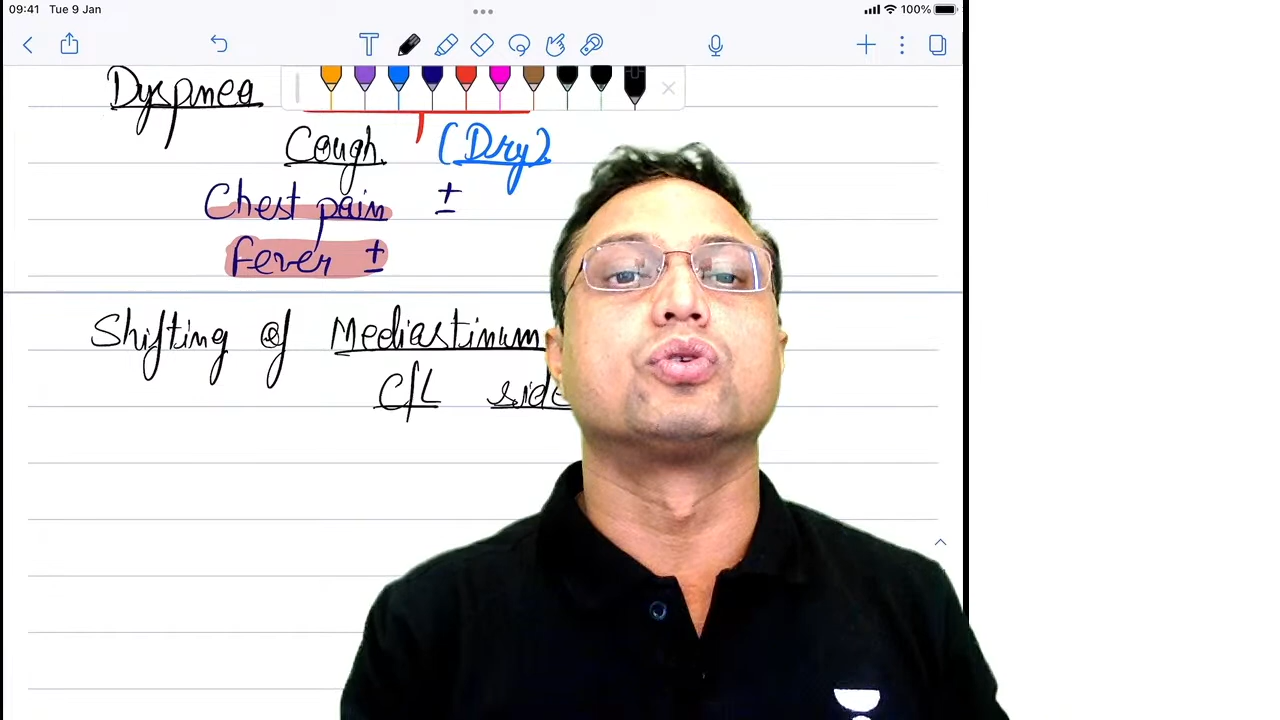 09:41 Tue 9 Jan 100%
Dyspnea
Cough. (Dry)
Chest pain ±
Fever ±
Shifting of Mediastinum
C/L side